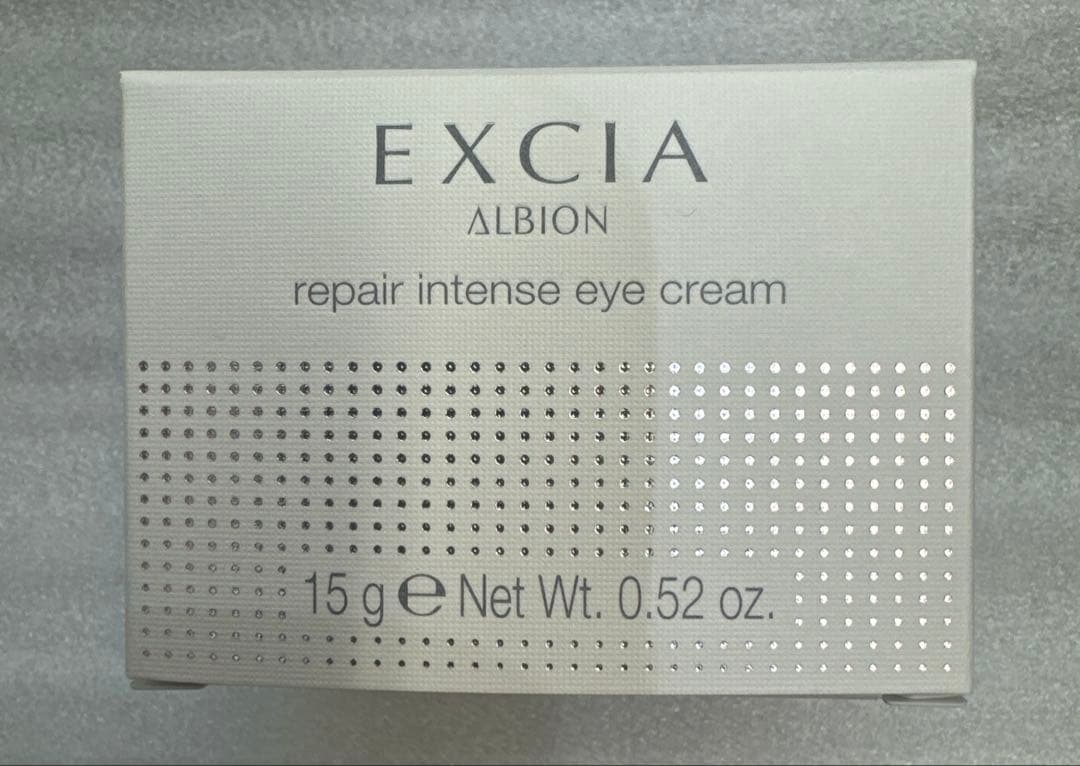 EXCIA
ALBION
repair intense eye cream
15 g ℮ Net Wt. 0.52 oz.